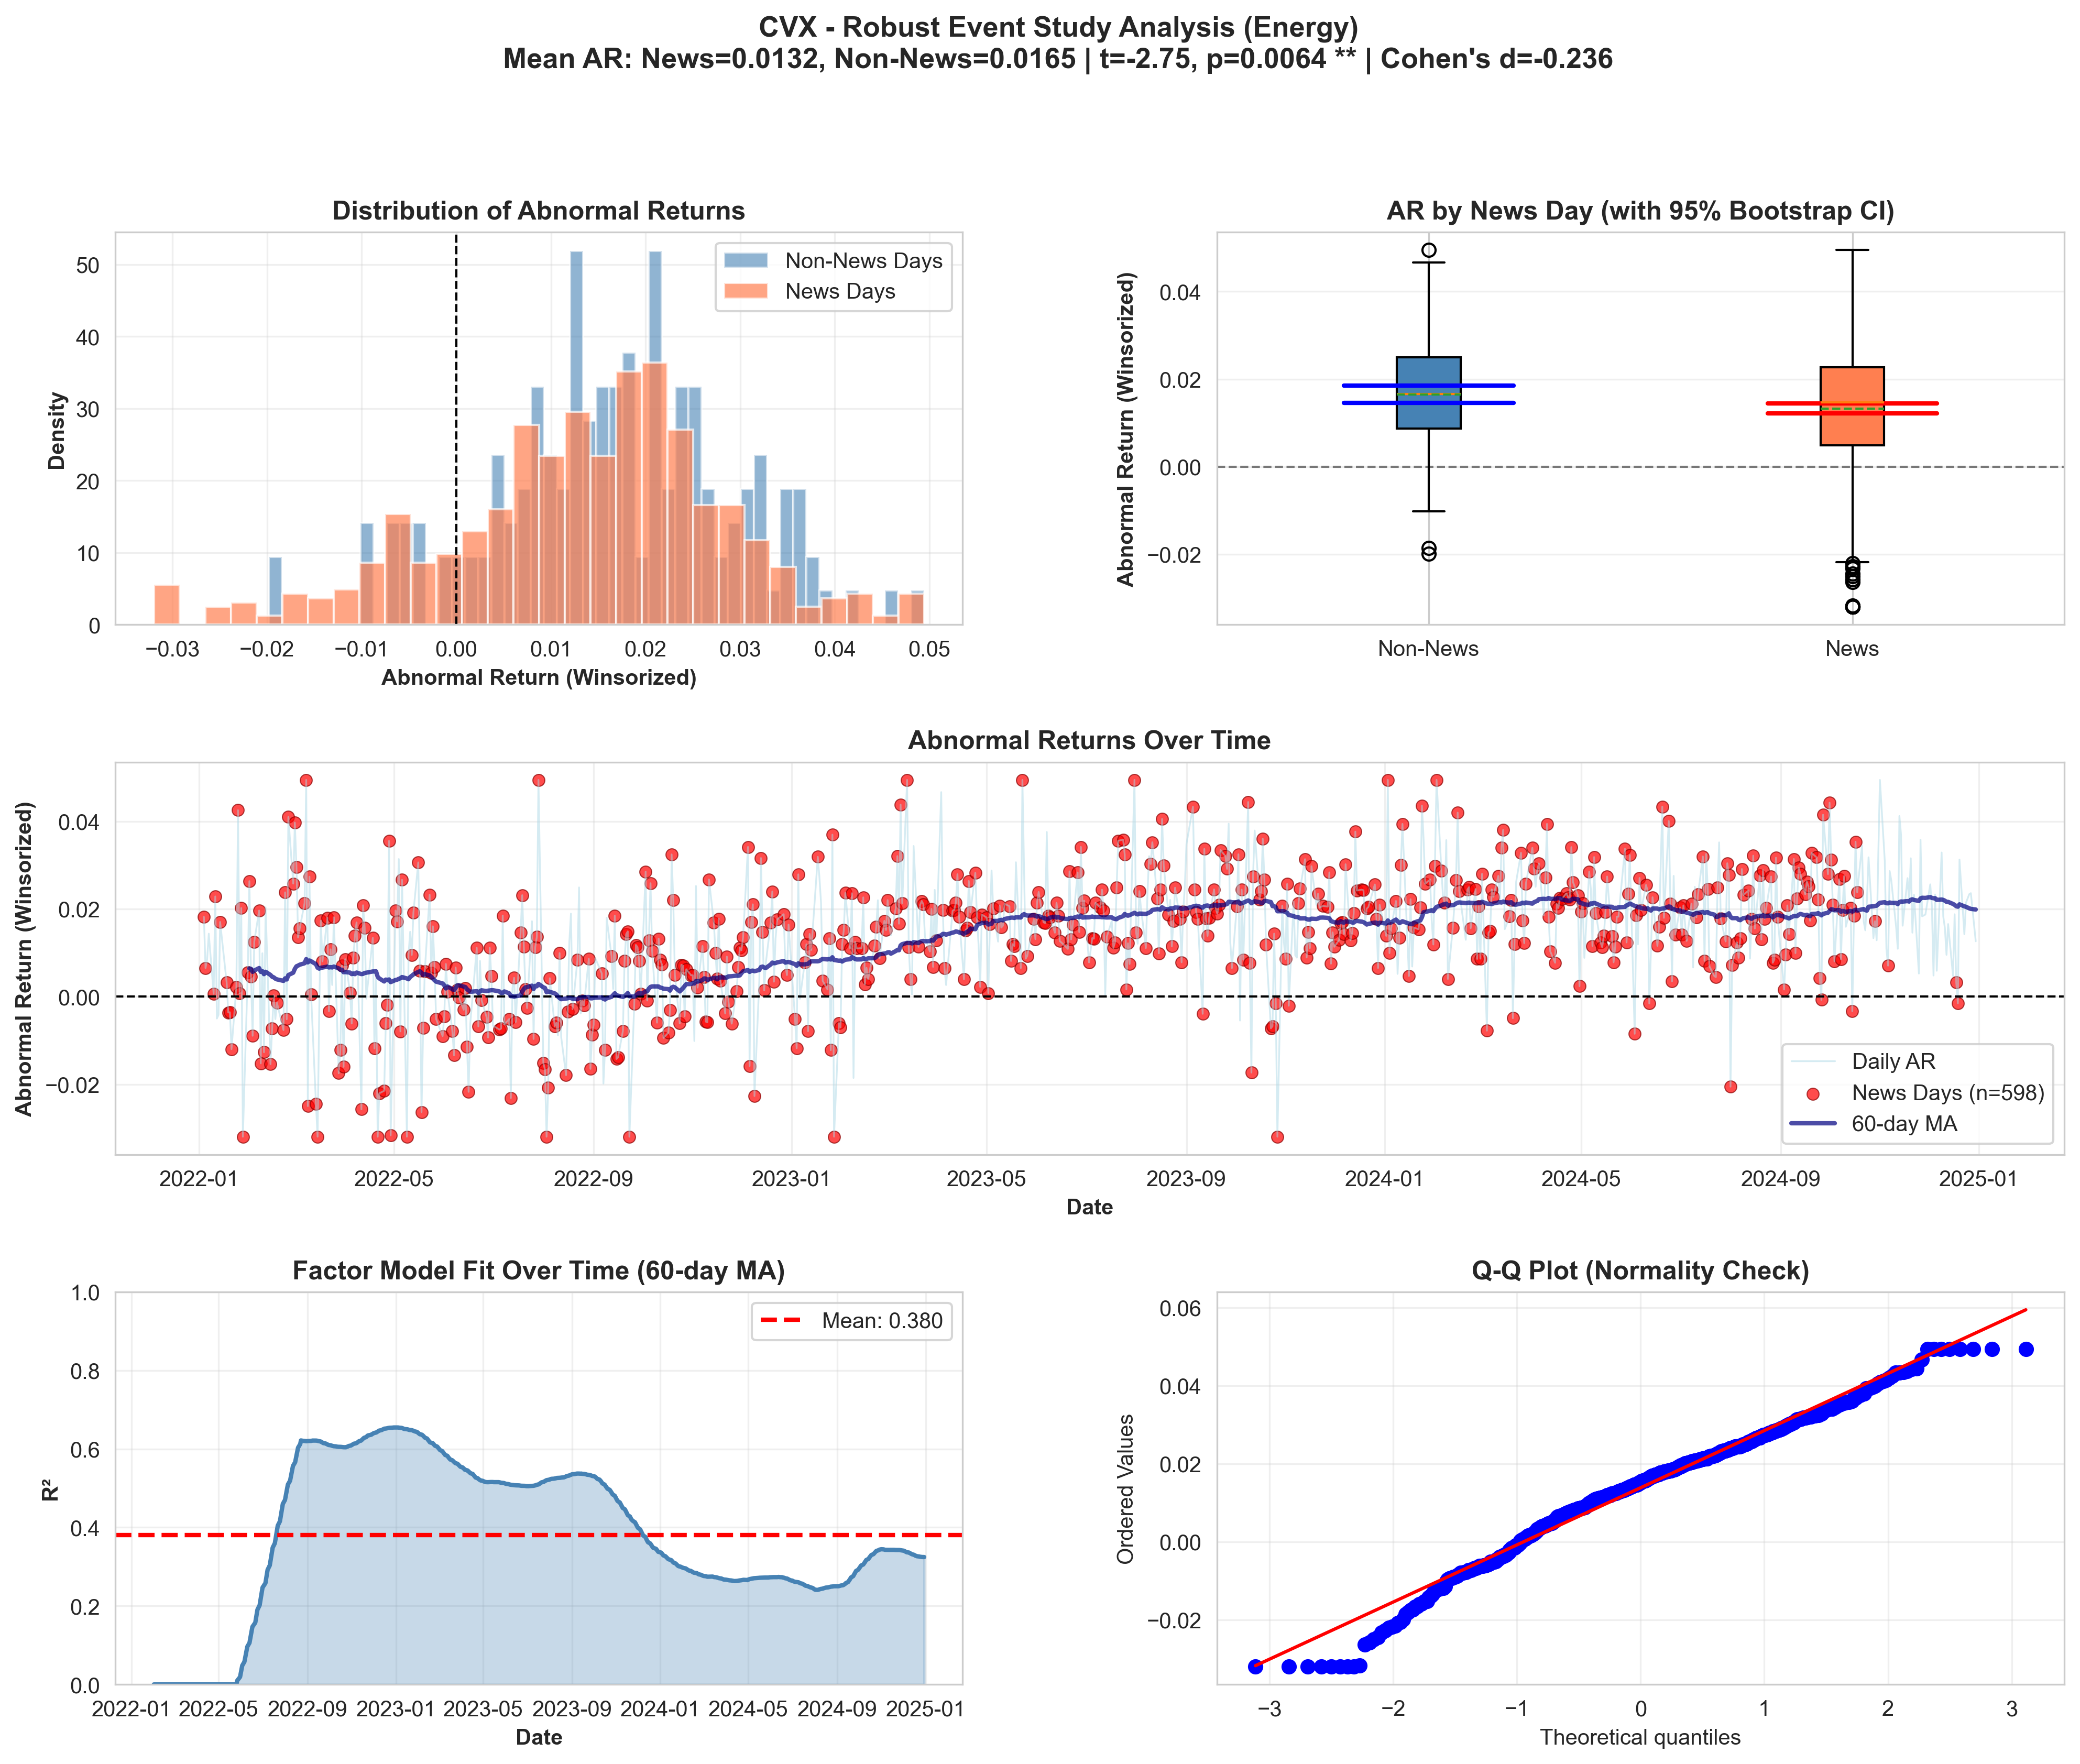 CVX - Robust Event Study Analysis (Energy)
Mean AR: News=0.0132, Non-News=0.0165 | t=-2.75, p=0.0064 ** | Cohen's d=-0.236
Distribution of Abnormal Returns
Density
50
40
30
20
10
0
Non-News Days
News Days
−0.03 −0.02 −0.01 0.00 0.01 0.02 0.03 0.04 0.05
Abnormal Return (Winsorized)
AR by News Day (with 95% Bootstrap CI)
Abnormal Return (Winsorized)
0.04
0.02
0.00
−0.02
Non-News News
Abnormal Returns Over Time
Abnormal Return (Winsorized)
0.04
0.02
0.00
−0.02
Daily AR
News Days (n=598)
60-day MA
2022-01 2022-05 2022-09 2023-01 2023-05 2023-09 2024-01 2024-05 2024-09 2025-01
Date
Factor Model Fit Over Time (60-day MA)
R²
1.0
0.8
0.6
0.4
0.2
0.0
Mean: 0.380
2022-01 2022-05 2022-09 2023-01 2023-05 2023-09 2024-01 2024-05 2024-09 2025-01
Date
Q-Q Plot (Normality Check)
Ordered Values
0.06
0.04
0.02
0.00
−0.02
−3 −2 −1 0 1 2 3
Theoretical quantiles